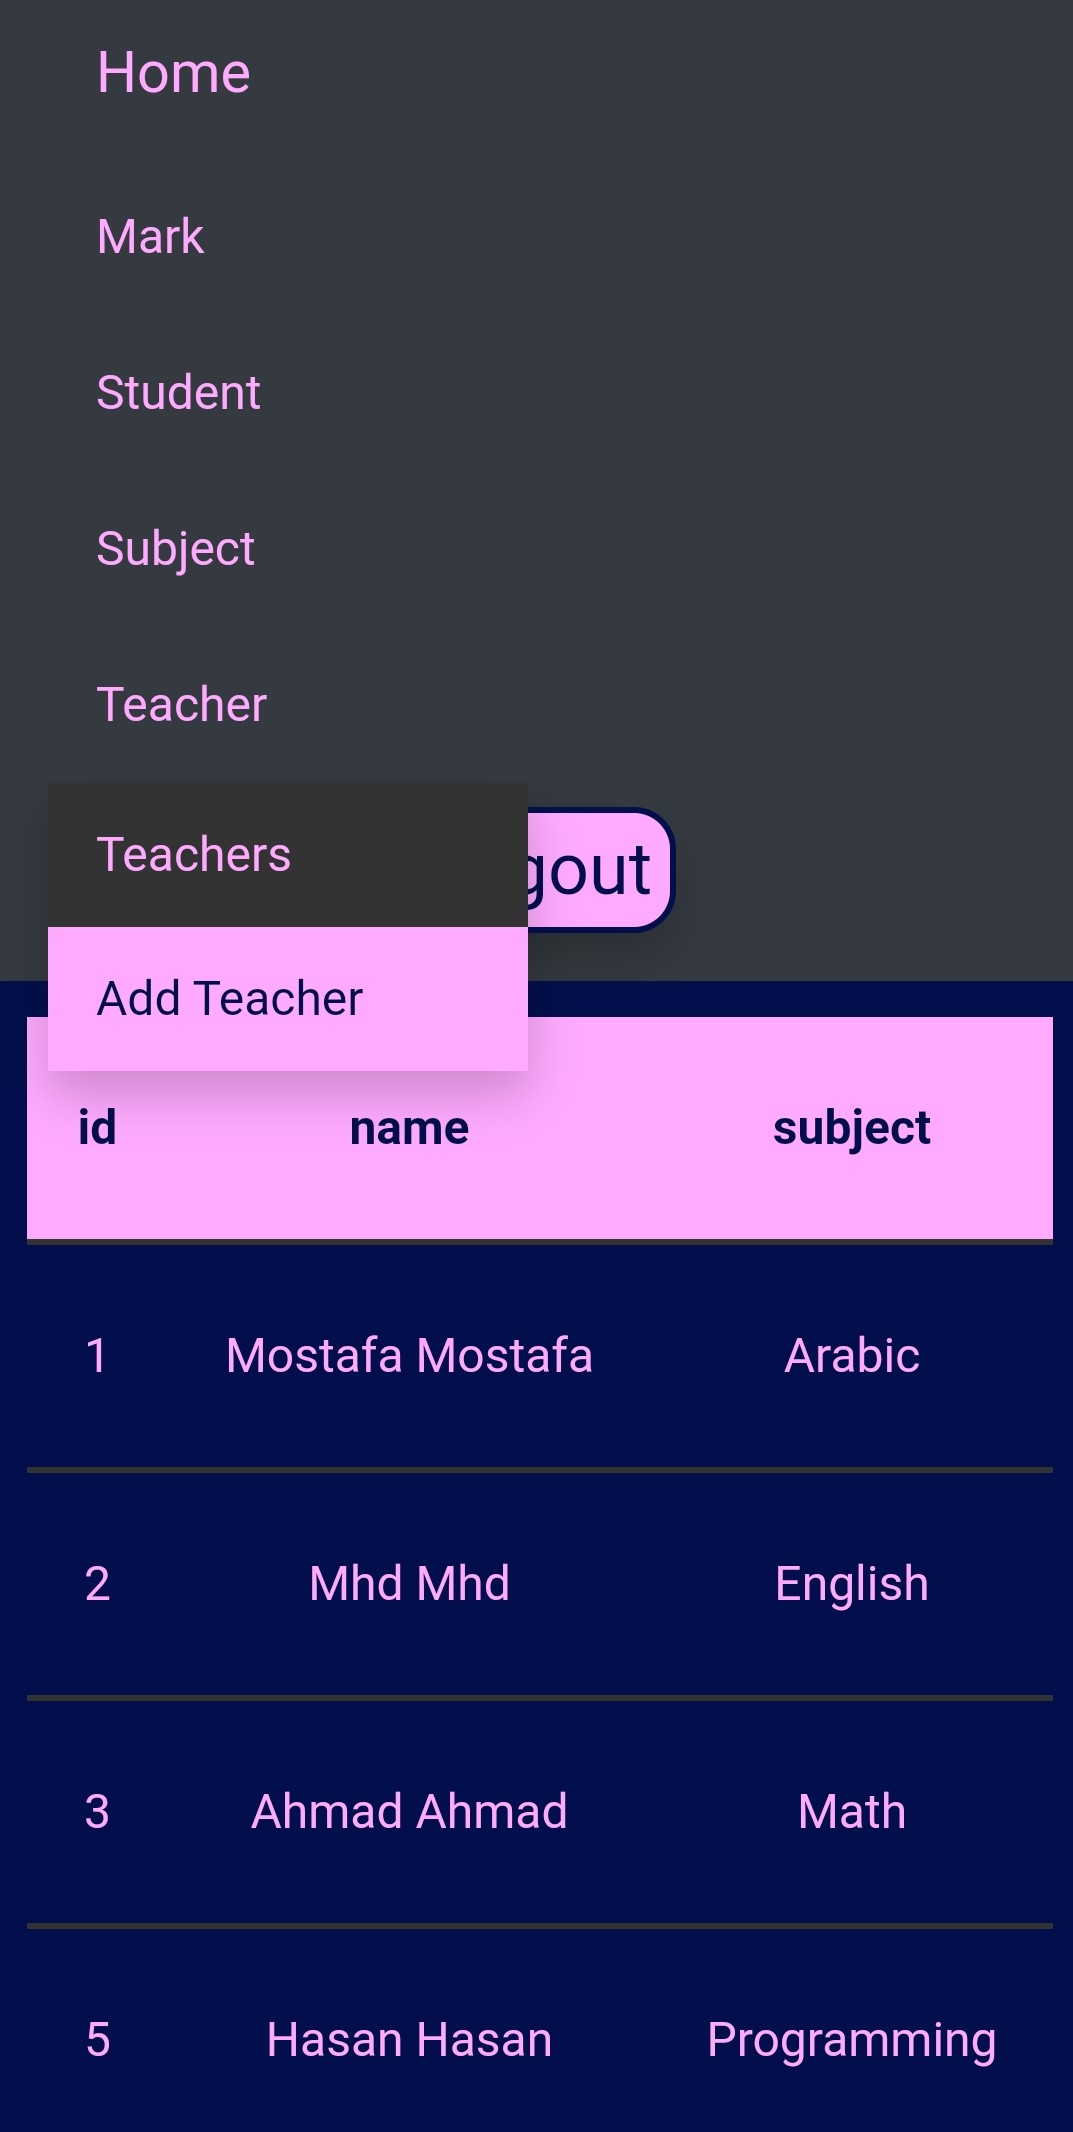 Home
Mark
Student
Subject
Teacher
Teachers
gout
Add Teacher
id name subject
1 Mostafa Mostafa Arabic
2 Mhd Mhd English
3 Ahmad Ahmad Math
5 Hasan Hasan Programming